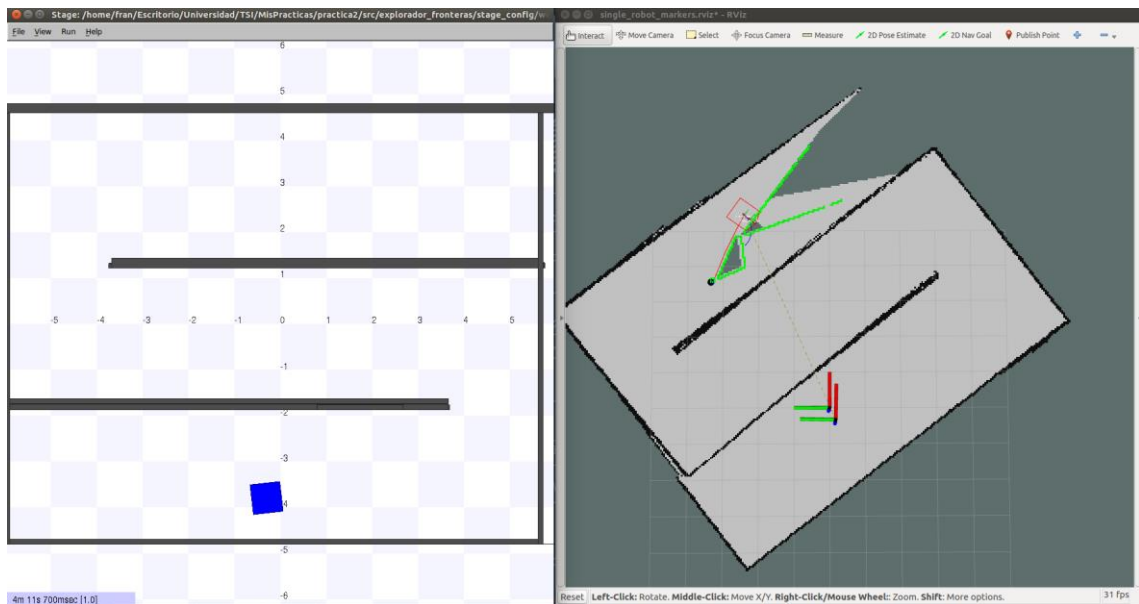 Stage: /home/fran/Escritorio/Universidad/TSI/MisPracticas/practica2/src/explorador_fronteras/stage_config/w
File View Run Help
6
5
4
3
2
1
-5 -4 -3 -2 -1 0 1 2 3 4 5
-1
-2
-3
-4
-5
-6
4m 11s 700msec [1.0]
single_robot_markers.rviz* - RViz
Interact Move Camera Select Focus Camera Measure 2D Pose Estimate 2D Nav Goal Publish Point
Reset Left-Click: Rotate. Middle-Click: Move X/Y. Right-Click/Mouse Wheel:: Zoom. Shift: More options. 31 fps